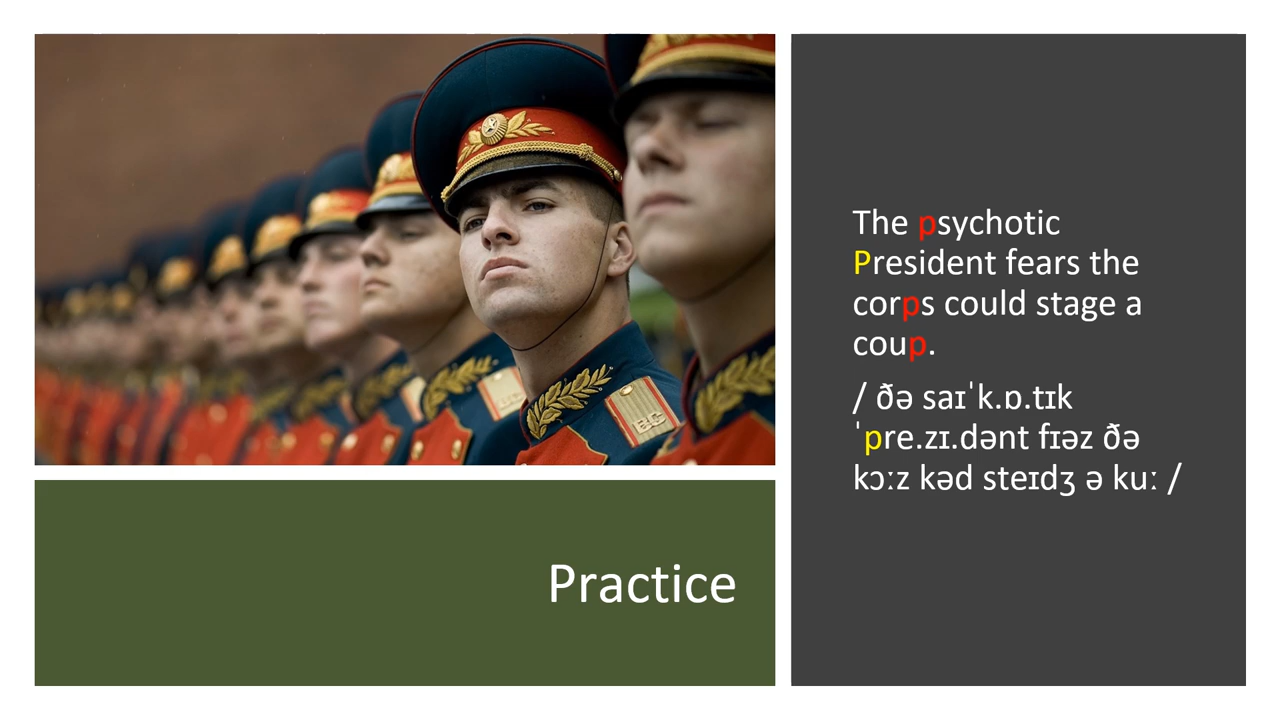 The psychotic
President fears the
corps could stage a
coup.
/ ðə saɪˈk.ɒ.tɪk
ˈpre.zɪ.dənt fɪəz ðə
kɔːz kəd steɪdʒ ə kuː /
Practice